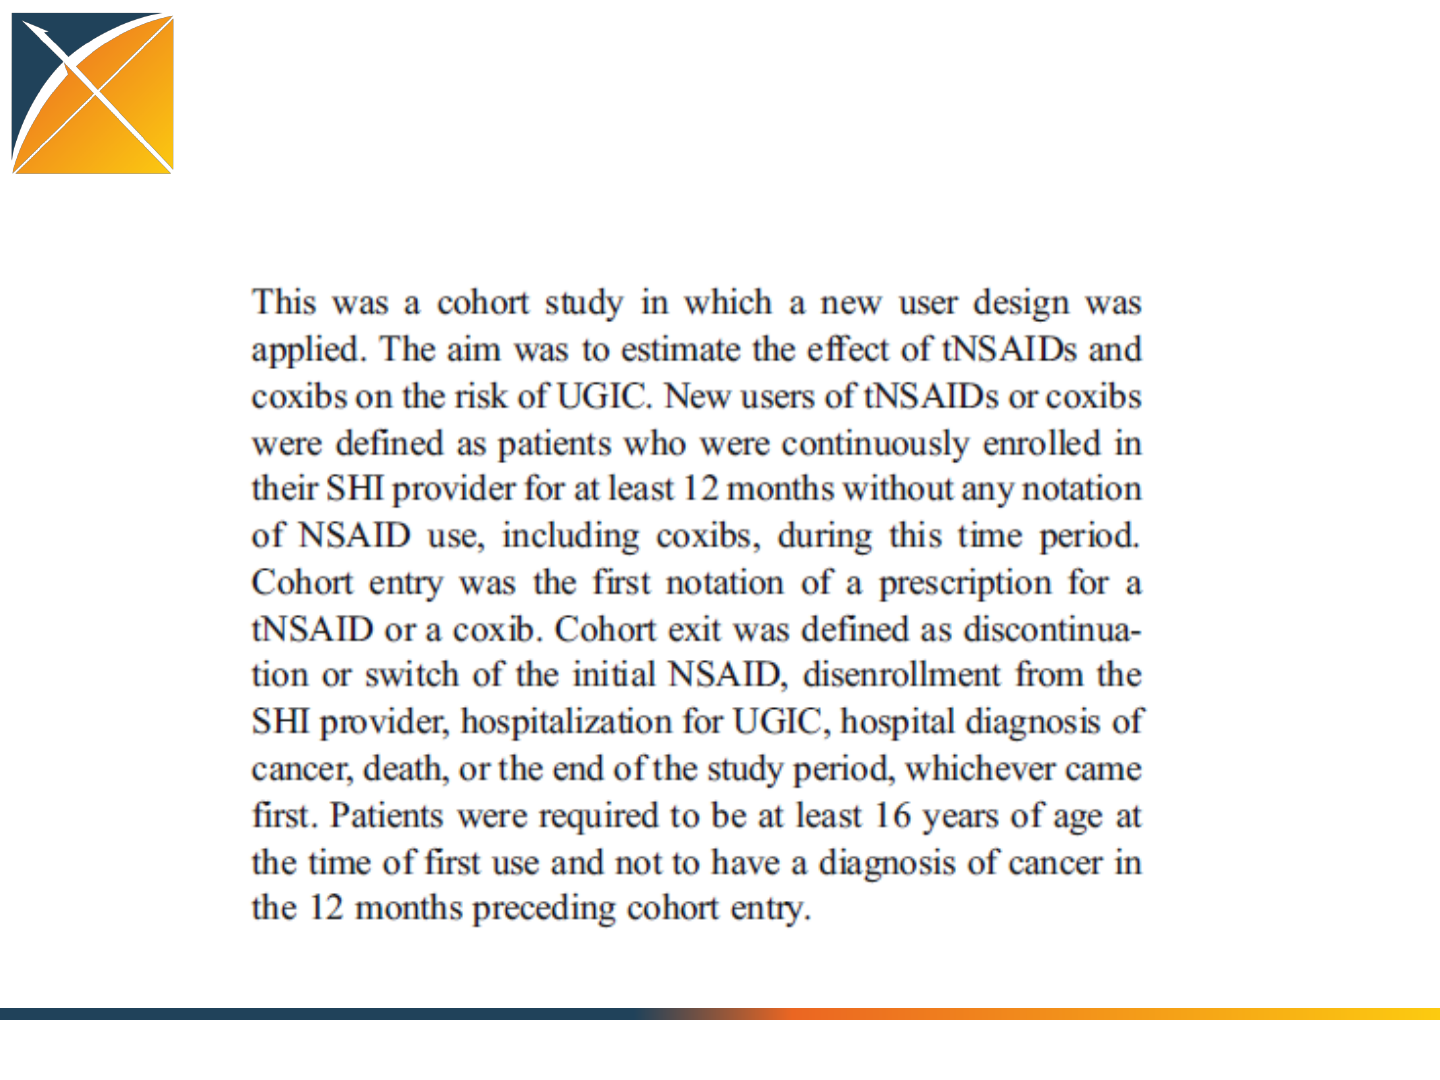 This was a cohort study in which a new user design was
applied. The aim was to estimate the effect of tNSAIDs and
coxibs on the risk of UGIC. New users of tNSAIDs or coxibs
were defined as patients who were continuously enrolled in
their SHI provider for at least 12 months without any notation
of NSAID use, including coxibs, during this time period.
Cohort entry was the first notation of a prescription for a
tNSAID or a coxib. Cohort exit was defined as discontinua-
tion or switch of the initial NSAID, disenrollment from the
SHI provider, hospitalization for UGIC, hospital diagnosis of
cancer, death, or the end of the study period, whichever came
first. Patients were required to be at least 16 years of age at
the time of first use and not to have a diagnosis of cancer in
the 12 months preceding cohort entry.